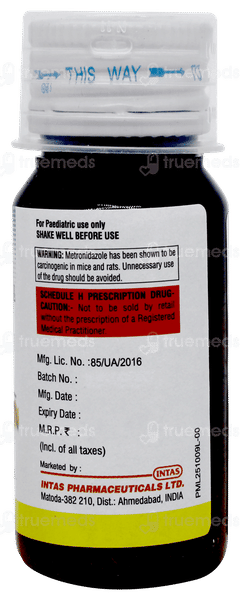 THIS WAY
truemeds
For Paediatric use only
SHAKE WELL BEFORE USE
WARNING: Metronidazole has been shown to be
carcinogenic in mice and rats. Unnecessary use
of the drug should be avoided.
SCHEDULE H PRESCRIPTION DRUG-
CAUTION:- Not to be sold by retail
without the prescription of a Registered
Medical Practitioner.
Mfg. Lic. No. :85/UA/2016
Batch No. :
Mfg. Date :
Expiry Date :
M.R.P. ₹ :
(Incl. of all taxes)
Marketed by :
INTAS
INTAS PHARMACEUTICALS LTD.
Matoda-382 210, Dist.: Ahmedabad, INDIA
PML251009L-00